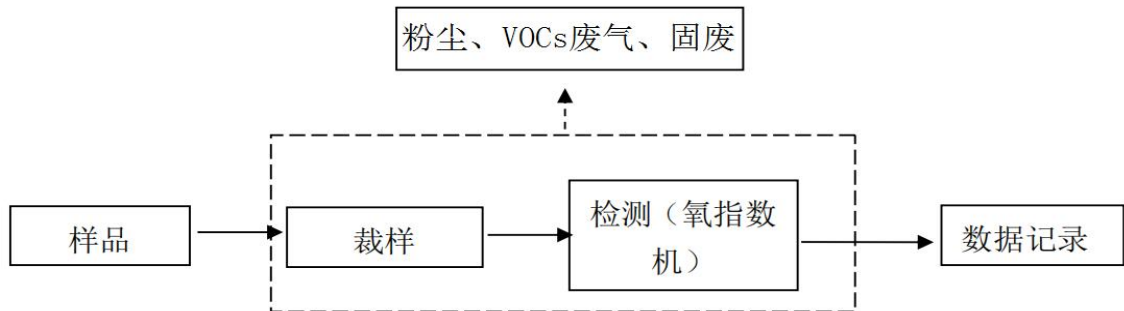 粉尘、VOCs废气、固废
样品
裁样
检测（氧指数
机）
数据记录